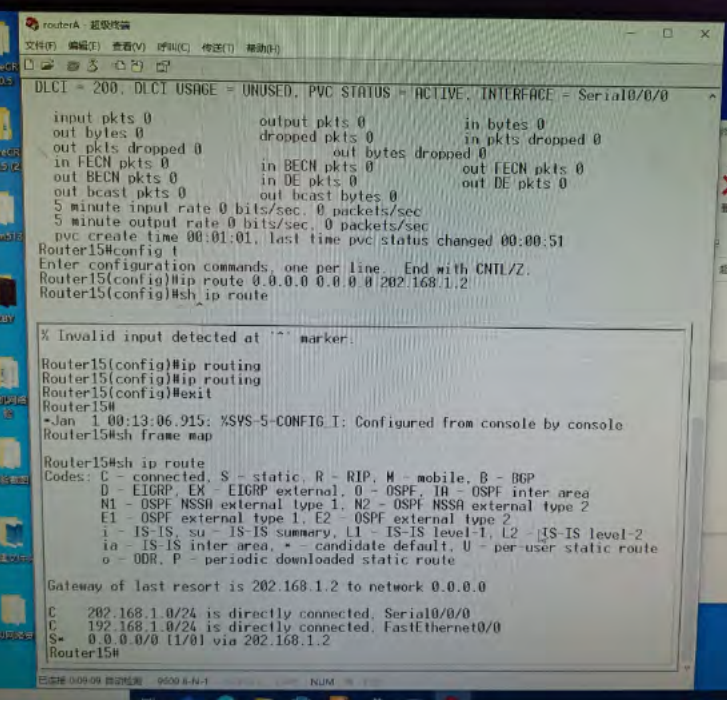 routerA - 超级终端
文件(F) 编辑(E) 查看(V) 呼叫(C) 传送(T) 帮助(H)
DLCI = 200, DLCI USAGE = UNUSED, PVC STATUS = ACTIVE, INTERFACE = Serial0/0/0
input pkts 0 output pkts 0 in bytes 0
out bytes 0 dropped pkts 0 in pkts dropped 0
out pkts dropped 0 out bytes dropped 0
in FECN pkts 0 in BECN pkts 0 out FECN pkts 0
out BECN pkts 0 in DE pkts 0 out DE pkts 0
out bcast pkts 0 out bcast bytes 0
5 minute input rate 0 bits/sec, 0 packets/sec
5 minute output rate 0 bits/sec, 0 packets/sec
pvc create time 00:01:01, last time pvc status changed 00:00:51
Router15#config t
Enter configuration commands, one per line. End with CNTL/Z.
Router15(config)#ip route 0.0.0.0 0.0.0.0 202.168.1.2
Router15(config)#sh ip route
^
% Invalid input detected at '^' marker.
Router15(config)#ip routing
Router15(config)#ip routing
Router15(config)#exit
Router15#
*Jan 1 00:13:06.915: %SYS-5-CONFIG_I: Configured from console by console
Router15#sh frame map
Router15#sh ip route
Codes: C - connected, S - static, R - RIP, M - mobile, B - BGP
D - EIGRP, EX - EIGRP external, O - OSPF, IA - OSPF inter area
N1 - OSPF NSSA external type 1, N2 - OSPF NSSA external type 2
E1 - OSPF external type 1, E2 - OSPF external type 2
i - IS-IS, su - IS-IS summary, L1 - IS-IS level-1, L2 - IS-IS level-2
ia - IS-IS inter area, * - candidate default, U - per-user static route
o - ODR, P - periodic downloaded static route
Gateway of last resort is 202.168.1.2 to network 0.0.0.0
C 202.168.1.0/24 is directly connected, Serial0/0/0
C 192.168.1.0/24 is directly connected, FastEthernet0/0
S* 0.0.0.0/0 [1/0] via 202.168.1.2
Router15#
已连接 0:09:09 自动检测 9600 8-N-1 NUM